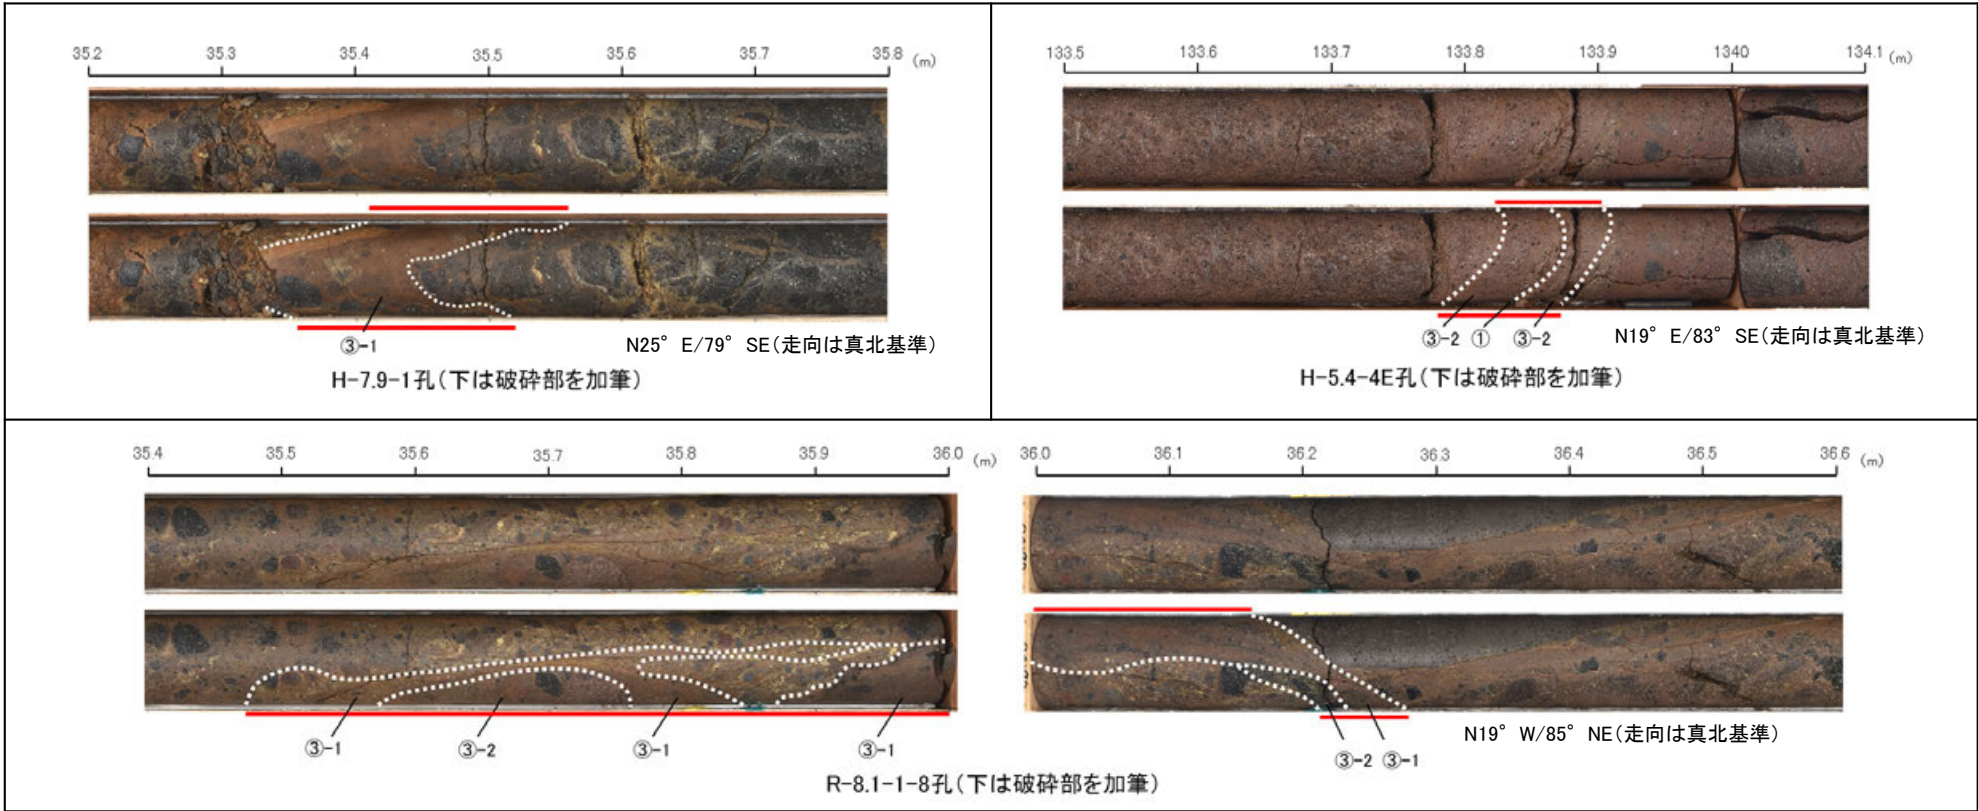 35.2 35.3 35.4 35.5 35.6 35.7 35.8 (m)
③-1
N25°E/79°SE(走向は真北基準)
H-7.9-1孔(下は破砕部を加筆)
133.5 133.6 133.7 133.8 133.9 1340 134.1 (m)
③-2 ① ③-2
N19°E/83°SE(走向は真北基準)
H-5.4-4E孔(下は破砕部を加筆)
35.4 35.5 35.6 35.7 35.8 35.9 36.0 (m)
36.0 36.1 36.2 36.3 36.4 36.5 36.6 (m)
③-1 ③-2 ③-1 ③-1
③-2 ③-1
N19°W/85°NE(走向は真北基準)
R-8.1-1-8孔(下は破砕部を加筆)